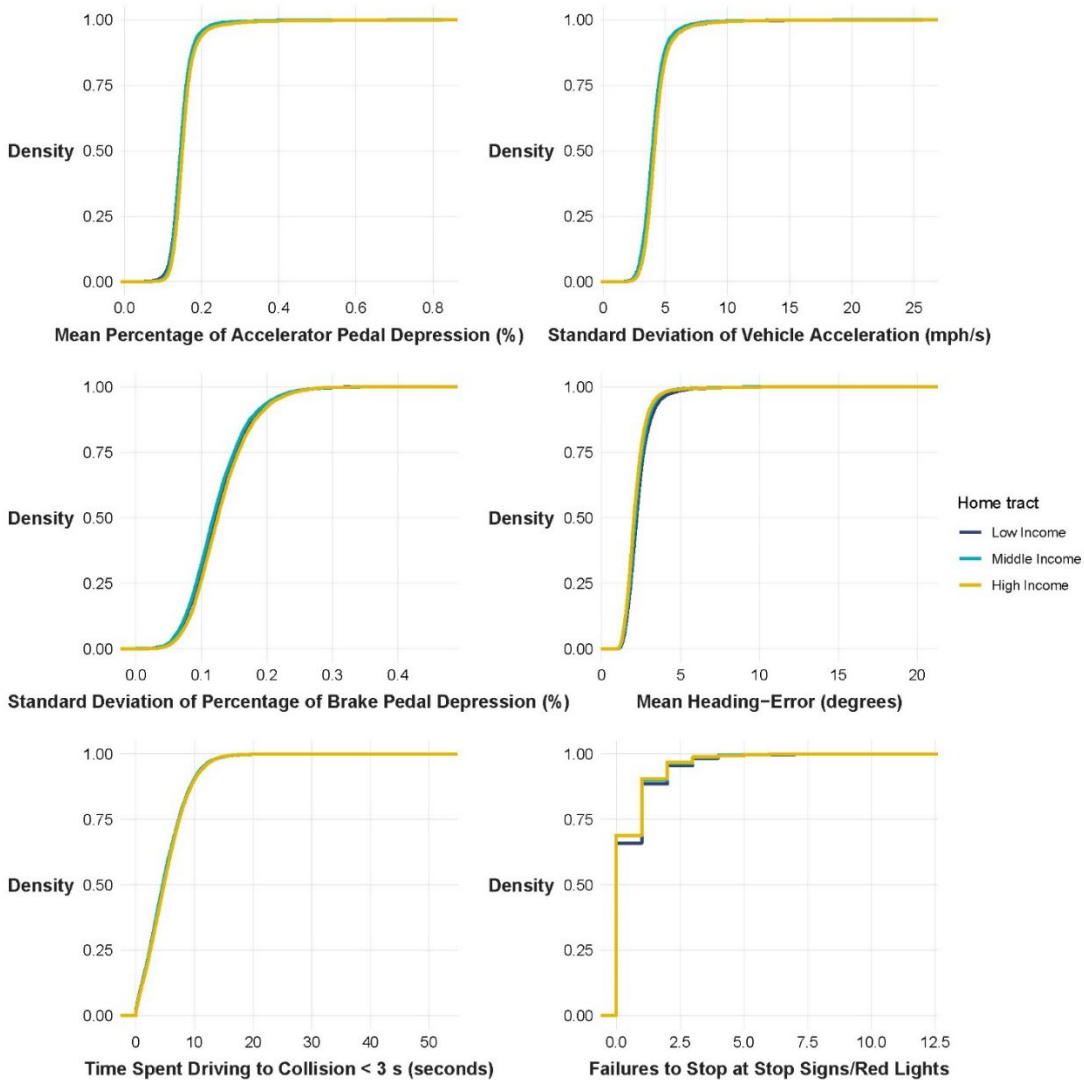 1.00
0.75
Density 0.50
0.25
0.00
0.0 0.2 0.4 0.6 0.8
Mean Percentage of Accelerator Pedal Depression (%)
1.00
0.75
Density 0.50
0.25
0.00
0 5 10 15 20 25
Standard Deviation of Vehicle Acceleration (mph/s)
1.00
0.75
Density 0.50
0.25
0.00
0.0 0.1 0.2 0.3 0.4
Standard Deviation of Percentage of Brake Pedal Depression (%)
1.00
0.75
Density 0.50
0.25
0.00
0 5 10 15 20
Mean Heading−Error (degrees)
Home tract
Low Income
Middle Income
High Income
1.00
0.75
Density 0.50
0.25
0.00
0 10 20 30 40 50
Time Spent Driving to Collision < 3 s (seconds)
1.00
0.75
Density 0.50
0.25
0.00
0.0 2.5 5.0 7.5 10.0 12.5
Failures to Stop at Stop Signs/Red Lights